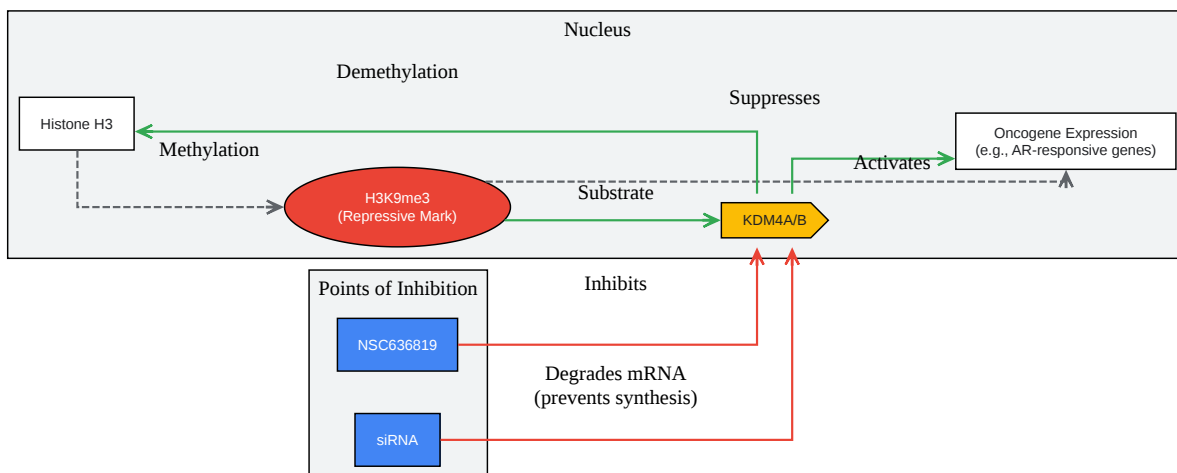 Nucleus
Demethylation
Suppresses
Histone H3
Oncogene Expression
(e.g., AR-responsive genes)
Methylation
Activates
H3K9me3
(Repressive Mark)
Substrate
KDM4A/B
Points of Inhibition
Inhibits
NSC636819
Degrades mRNA
(prevents synthesis)
siRNA